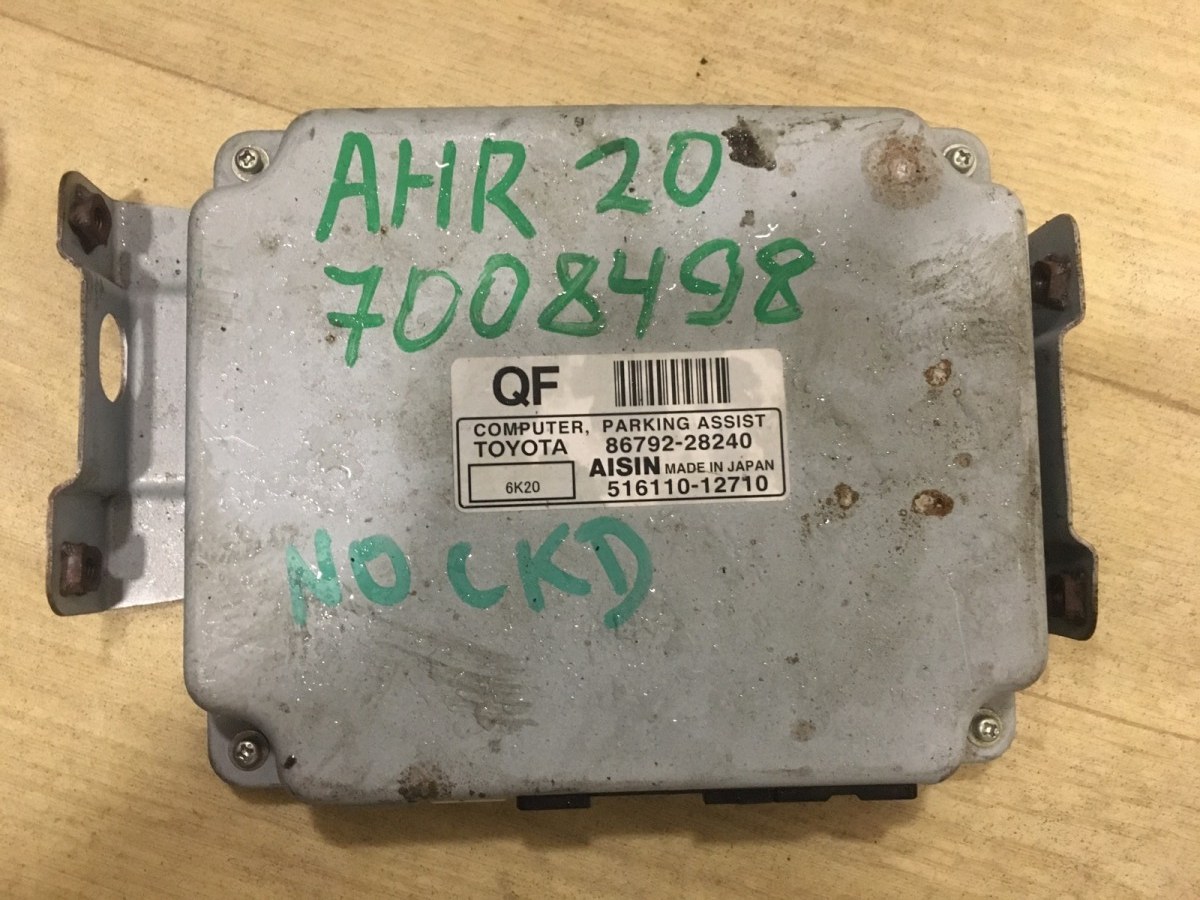 AHR 20
7008498
QF
COMPUTER, PARKING ASSIST
TOYOTA 86792-28240
AISIN MADE IN JAPAN
6K20 516110-12710
NO CKD